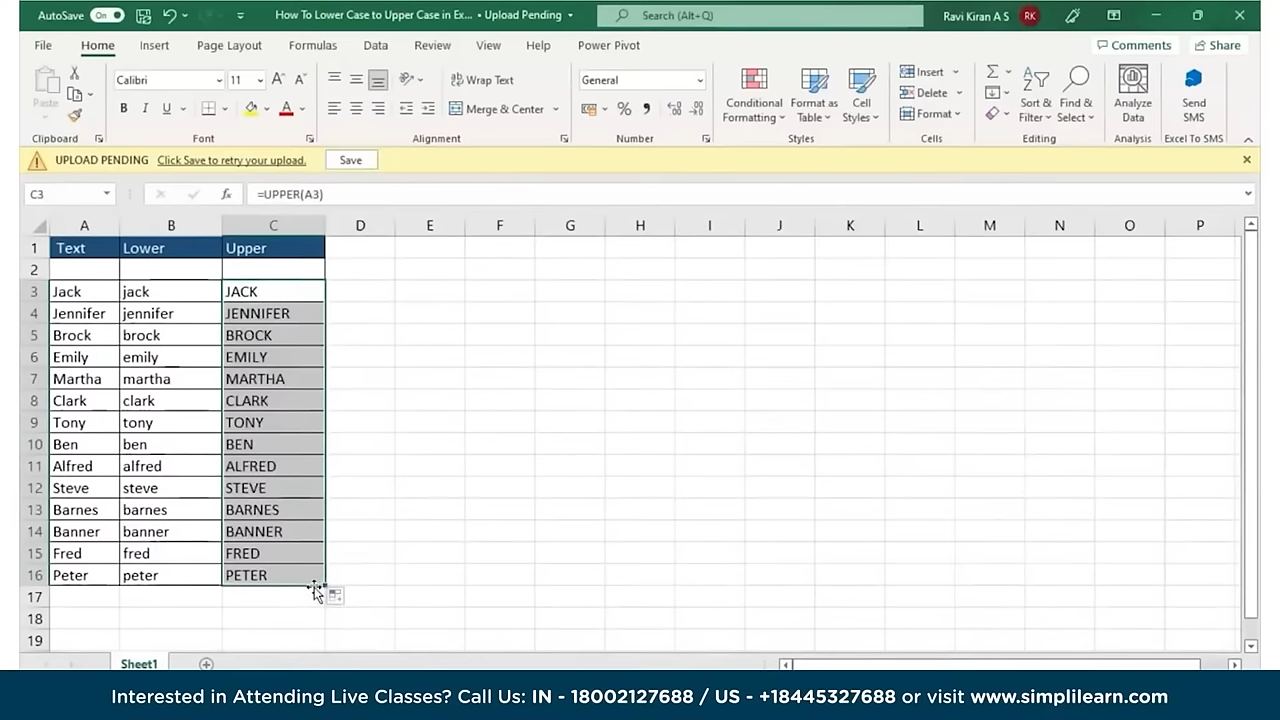 AutoSave On How To Lower Case to Upper Case in Ex... • Upload Pending Search (Alt+Q) Ravi Kiran A S RK
File Home Insert Page Layout Formulas Data Review View Help Power Pivot Comments Share
Paste Calibri 11 A A Wrap Text General Conditional Formatting Format as Table Cell Styles Insert Delete Format Sort & Filter Find & Select Analyze Data Send SMS
B I U A Merge & Center % ,
Clipboard Font Alignment Number Styles Cells Editing Analysis Excel To SMS
UPLOAD PENDING Click Save to retry your upload. Save
C3 fx =UPPER(A3)
A B C D E F G H I J K L M N O P
1 Text Lower Upper
2
3 Jack jack JACK
4 Jennifer jennifer JENNIFER
5 Brock brock BROCK
6 Emily emily EMILY
7 Martha martha MARTHA
8 Clark clark CLARK
9 Tony tony TONY
10 Ben ben BEN
11 Alfred alfred ALFRED
12 Steve steve STEVE
13 Barnes barnes BARNES
14 Banner banner BANNER
15 Fred fred FRED
16 Peter peter PETER
17
18
19
Sheet1
Interested in Attending Live Classes? Call Us: IN - 18002127688 / US - +18445327688 or visit www.simplilearn.com